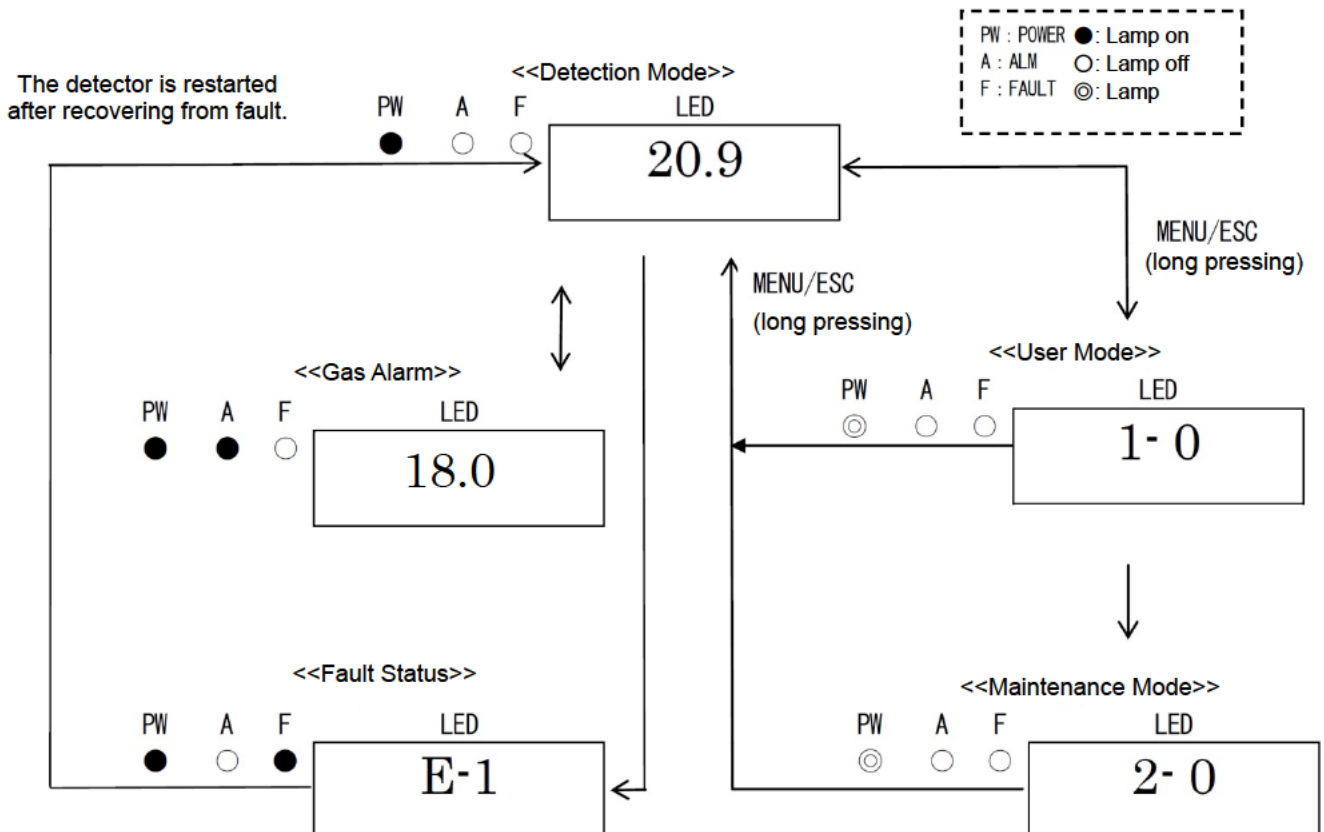 PW : POWER ●: Lamp on
A : ALM ○: Lamp off
F : FAULT ◎: Lamp
The detector is restarted
after recovering from fault.
<<Detection Mode>>
PW A F LED
20.9
MENU/ESC
(long pressing)
MENU/ESC
(long pressing)
<<User Mode>>
PW A F LED
1- 0
<<Gas Alarm>>
PW A F LED
18.0
<<Fault Status>>
PW A F LED
E-1
<<Maintenance Mode>>
PW A F LED
2- 0